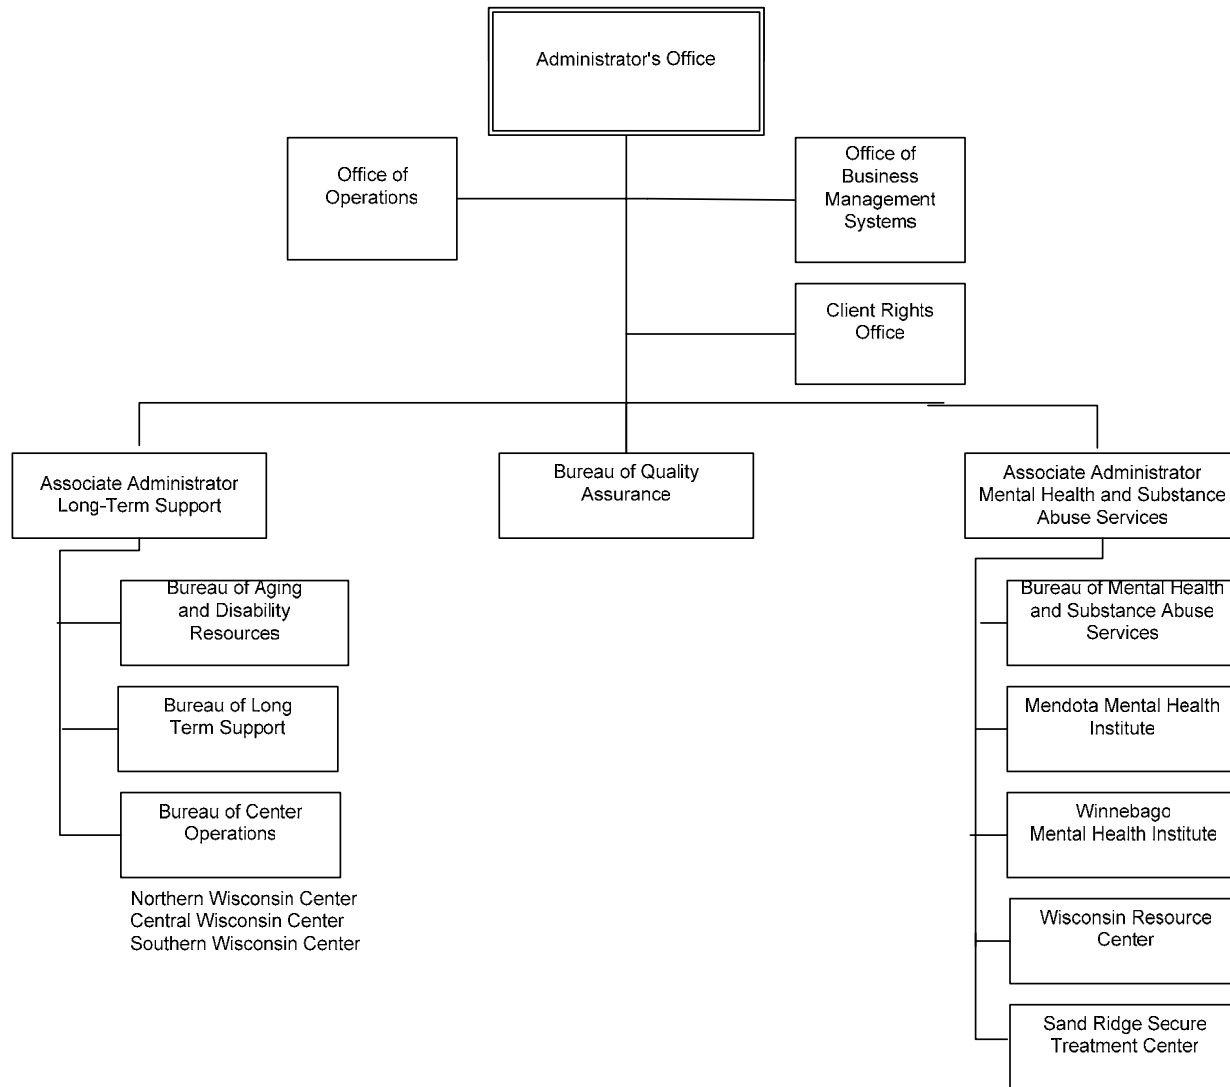 Administrator's Office
Office of
Operations
Office of
Business
Management
Systems
Client Rights
Office
Associate Administrator
Long-Term Support
Bureau of Quality
Assurance
Associate Administrator
Mental Health and Substance
Abuse Services
Bureau of Aging
and Disability
Resources
Bureau of Long
Term Support
Bureau of Center
Operations
Northern Wisconsin Center
Central Wisconsin Center
Southern Wisconsin Center
Bureau of Mental Health
and Substance Abuse
Services
Mendota Mental Health
Institute
Winnebago
Mental Health Institute
Wisconsin Resource
Center
Sand Ridge Secure
Treatment Center